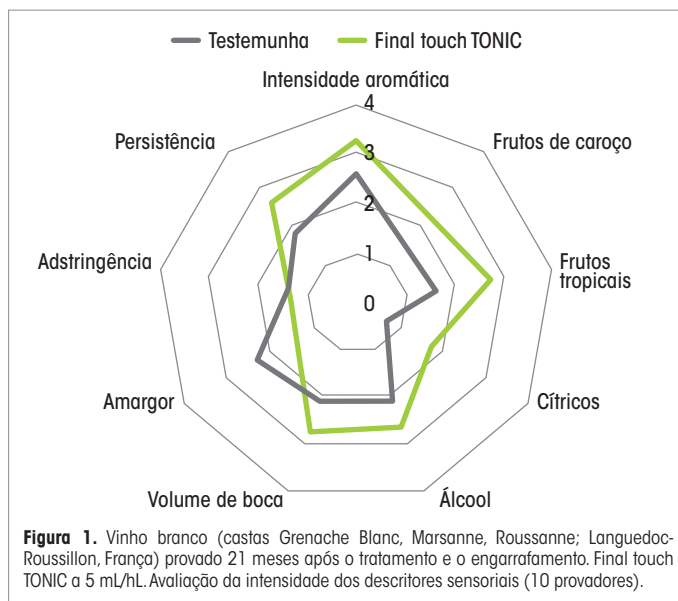 Testemunha Final touch TONIC
Intensidade aromática
4
Persistência
Frutos de caroço
3
2
Adstringência
Frutos
tropicais
1
0
Amargor
Cítricos
Volume de boca
Álcool
Figura 1. Vinho branco (castas Grenache Blanc, Marsanne, Roussanne; Languedoc-
Roussillon, França) provado 21 meses após o tratamento e o engarrafamento. Final touch
TONIC a 5 mL/hL. Avaliação da intensidade dos descritores sensoriais (10 provadores).